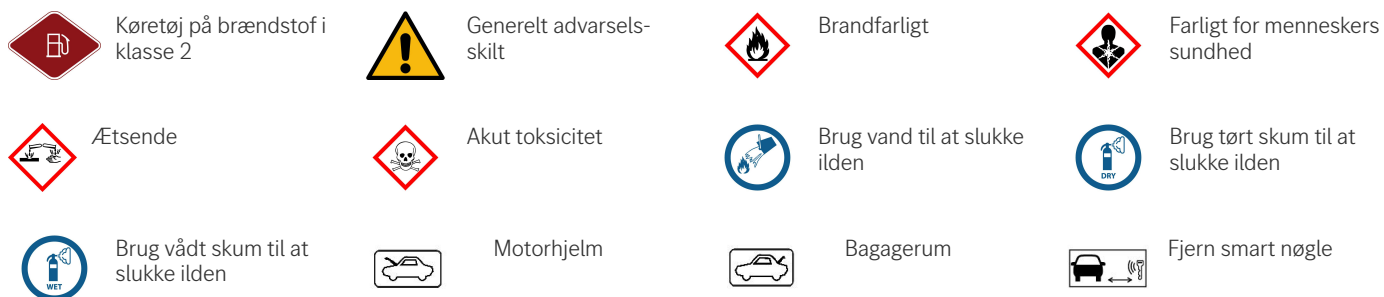 Køretøj på brændstof i
klasse 2
Generelt advarsels-
skilt
Brandfarligt
Farligt for menneskers
sundhed
Ætsende
Akut toksicitet
Brug vand til at slukke
ilden
DRY
Brug tørt skum til at
slukke ilden
WET
Brug vådt skum til at
slukke ilden
Motorhjelm
Bagagerum
Fjern smart nøgle